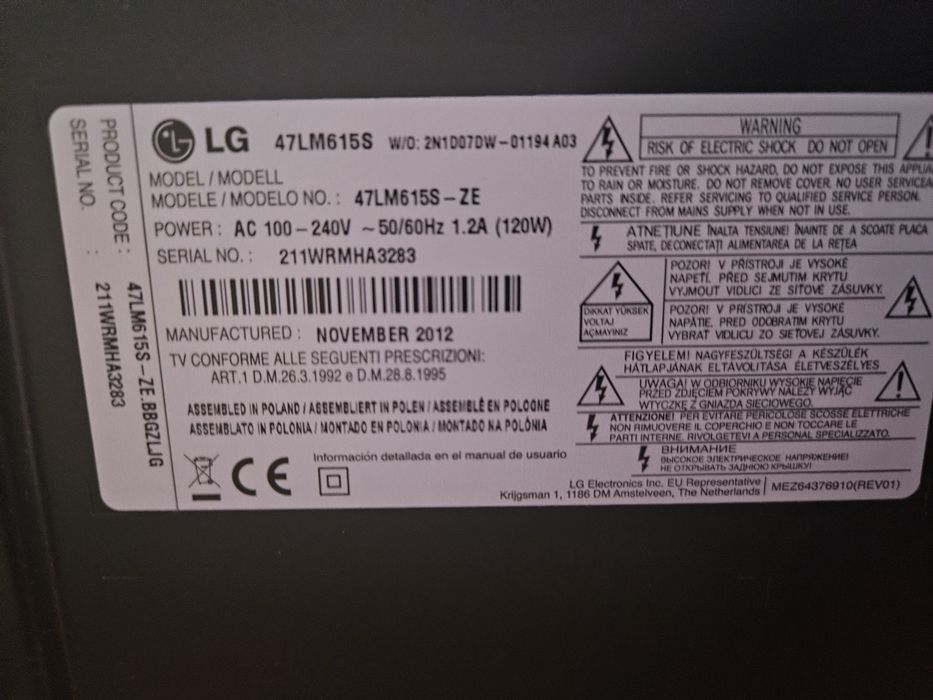 PRODUCT CODE : 47LM615S-ZE.BBGZLJG
SERIAL NO. : 211WRMHA3283
LG 47LM615S W/O: 2N1D07DW-01194 A03
MODEL / MODELL
MODELE / MODELO NO. : 47LM615S-ZE
POWER : AC 100-240V ~50/60Hz 1.2A (120W)
SERIAL NO. : 211WRMHA3283
MANUFACTURED : NOVEMBER 2012
TV CONFORME ALLE SEGUENTI PRESCRIZIONI:
ART.1 D.M.26.3.1992 e D.M.28.8.1995
ASSEMBLED IN POLAND / ASSEMBLIERT IN POLEN / ASSEMBLÉ EN POLOGNE
ASSEMBLATO IN POLONIA / MONTADO EN POLONIA / MONTADO NA POLÔNIA
CE
Información detallada en el manual de usuario
WARNING
RISK OF ELECTRIC SHOCK DO NOT OPEN
TO PREVENT FIRE OR SHOCK HAZARD, DO NOT EXPOSE THIS
TO RAIN OR MOISTURE. DO NOT REMOVE COVER. NO USER
PARTS INSIDE. REFER SERVICING TO QUALIFIED SERVICE PERSON.
DISCONNECT FROM MAINS SUPPLY WHEN NOT IN USE.
ATNEŢIUNE ÎNALTA TENSIUNE! ÎNAINTE DE A SCOATE PLACA
SPATE, DECONECTAŢI ALIMENTAREA DE LA REŢEA
DIKKAT YÜKSEK
VOLTAJ
AÇMAYINIZ
POZOR! V PŘÍSTROJI JE VYSOKÉ
NAPĚTÍ. PŘED SEJMUTIM KRYTU
VYJMOUT VIDLICI ZE SÍTOVÉ ZÁSUVKY.
POZOR! V PRÍSTROJI JE VYSOKÉ
NAPÄTIE, PRED ODOBRATIM KRYTU
VYBRAŤ VIDLICU ZO SIEŤOVEJ ZÁSUVKY.
FIGYELEM! NAGYFESZÜLTSÉG! A KÉSZÜLÉK
HÁTLAPJÁNAK ELTÁVOLITÁSA ÉLETVESZÉLYES
UWAGA! W ODBIORNIKU WYSOKIE NAPIĘCIE
PRZED ZDJĘCIEM POKRYWY NALEŻY WYJĄĆ
WTYCZKĘ Z GNIAZDA SIECIOWEGO.
ATTENZIONE! PER EVITARE PERICOLOSE SCOSSE ELETTRICHE
NON RIMUOVERE IL COPERCHIO E NON TOCCARE LE
PARTI INTERNE, RIVOLGETEVI A PERSONAL SPECIALIZZATO.
ВНИМАНИЕ
ВЫСОКОЕ ЭЛЕКТРИЧЕСКОЕ НАПРЯЖЕНИЕ!
НЕ ОТКРЫВАТЬ ЗАДНЮЮ КРЫШКУ!
LG Electronics Inc. EU Representative
Krijgsman 1, 1186 DM Amstelveen, The Netherlands
MEZ64376910(REV01)